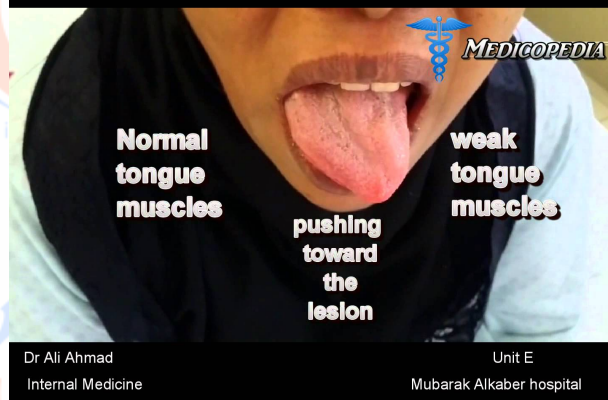 MEDICOPEDIA
Normal
tongue
muscles
weak
tongue
muscles
pushing
toward
the
lesion
Dr Ali Ahmad
Unit E
Internal Medicine
Mubarak Alkaber hospital